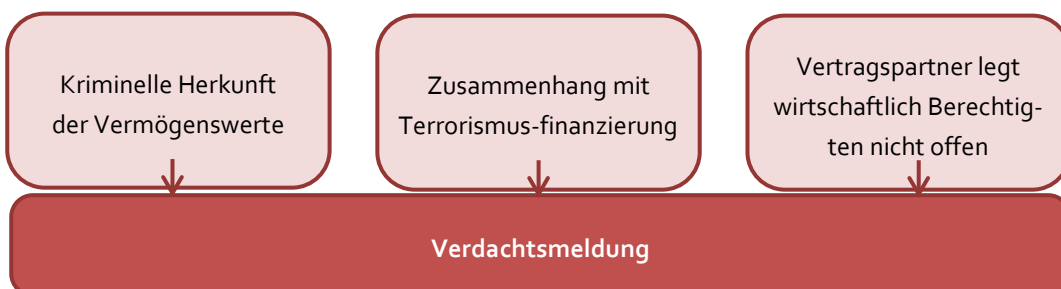 Kriminelle Herkunft
der Vermögenswerte
Zusammenhang mit
Terrorismus-finanzierung
Vertragspartner legt
wirtschaftlich Berechtig-
ten nicht offen
Verdachtsmeldung